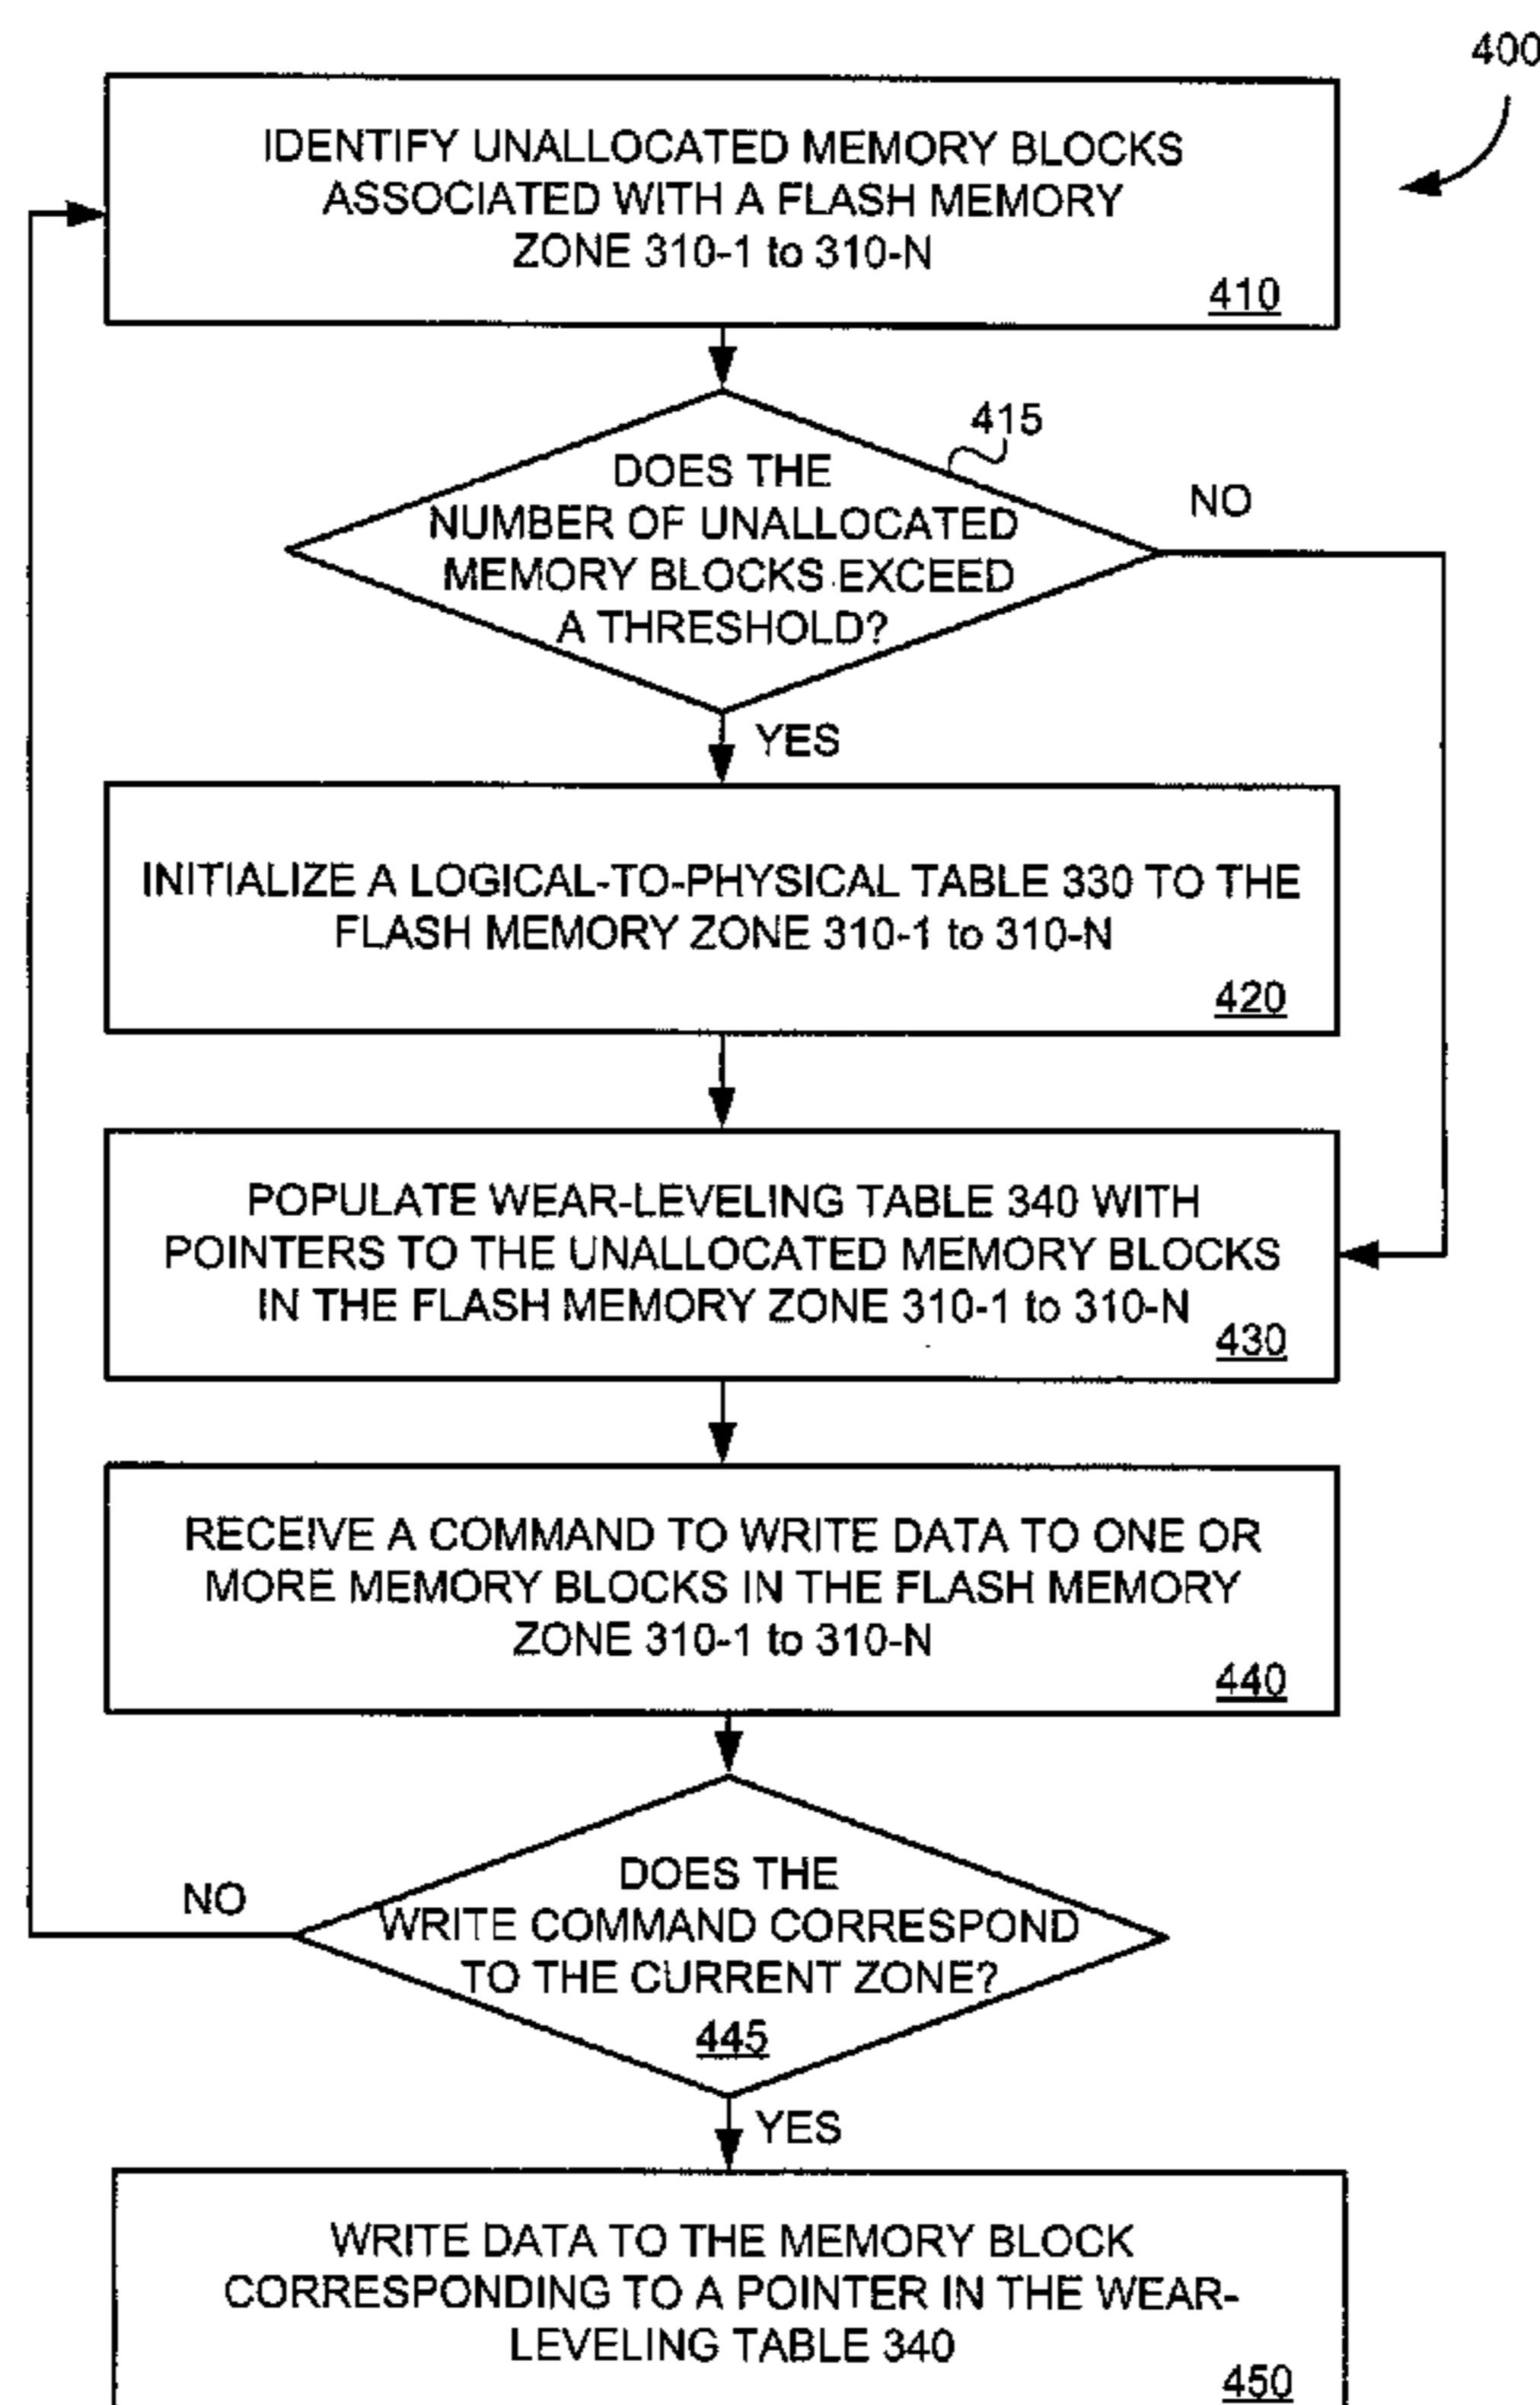 400
IDENTIFY UNALLOCATED MEMORY BLOCKS
ASSOCIATED WITH A FLASH MEMORY
ZONE 310-1 to 310-N
410
415
DOES THE
NUMBER OF UNALLOCATED
MEMORY BLOCKS EXCEED
A THRESHOLD?
NO
YES
INITIALIZE A LOGICAL-TO-PHYSICAL TABLE 330 TO THE
FLASH MEMORY ZONE 310-1 to 310-N
420
POPULATE WEAR-LEVELING TABLE 340 WITH
POINTERS TO THE UNALLOCATED MEMORY BLOCKS
IN THE FLASH MEMORY ZONE 310-1 to 310-N
430
RECEIVE A COMMAND TO WRITE DATA TO ONE OR
MORE MEMORY BLOCKS IN THE FLASH MEMORY
ZONE 310-1 to 310-N
440
DOES THE
WRITE COMMAND CORRESPOND
TO THE CURRENT ZONE?
445
NO
YES
WRITE DATA TO THE MEMORY BLOCK
CORRESPONDING TO A POINTER IN THE WEAR-
LEVELING TABLE 340
450